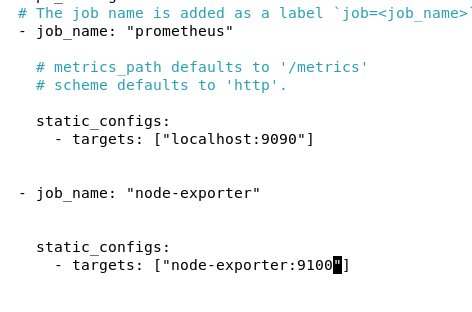 # The job name is added as a label `job=<job_name>`
- job_name: "prometheus"
# metrics_path defaults to '/metrics'
# scheme defaults to 'http'.
static_configs:
- targets: ["localhost:9090"]
- job_name: "node-exporter"
static_configs:
- targets: ["node-exporter:9100"]